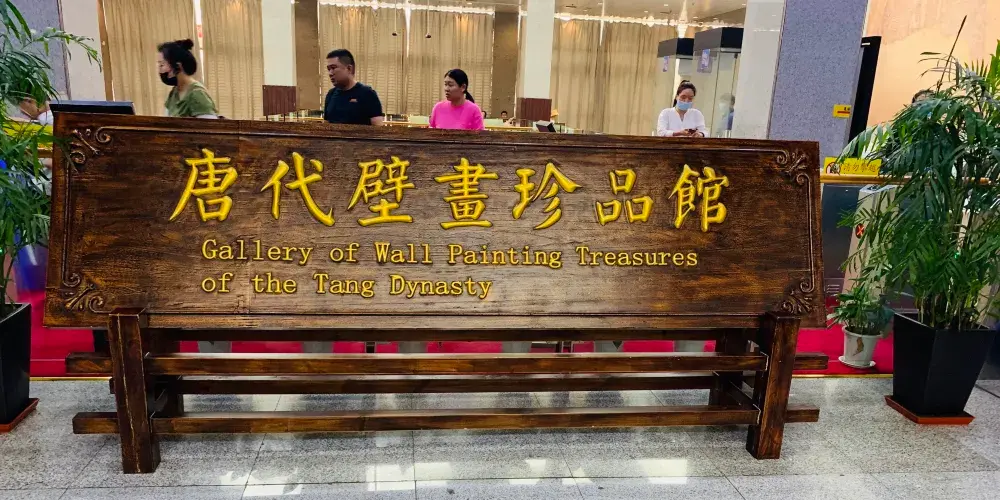 唐代壁畫珍品館
Gallery of Wall Painting Treasures
of the Tang Dynasty